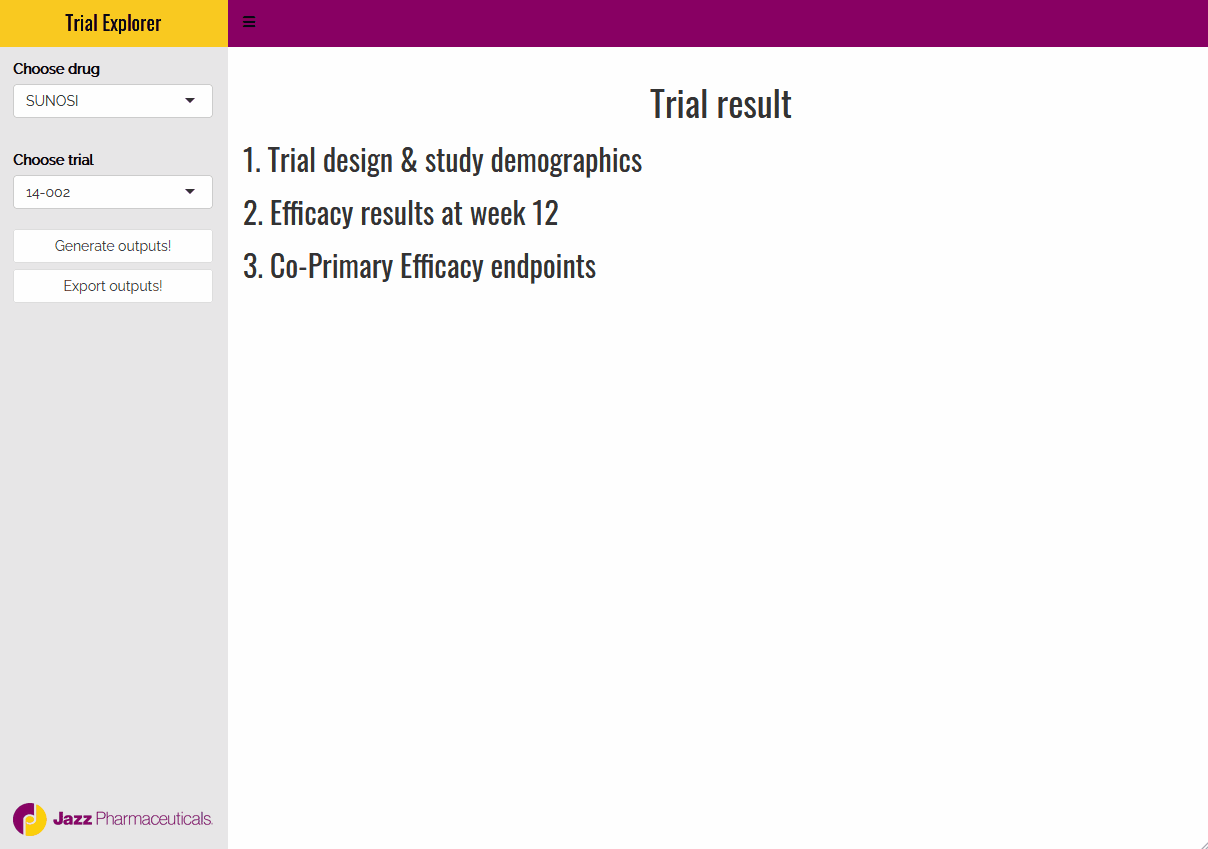 Trial Explorer
☰
Choose drug
SUNOSI
Choose trial
14-002
Generate outputs!
Export outputs!
Trial result
1. Trial design & study demographics
2. Efficacy results at week 12
3. Co-Primary Efficacy endpoints
Jazz Pharmaceuticals.